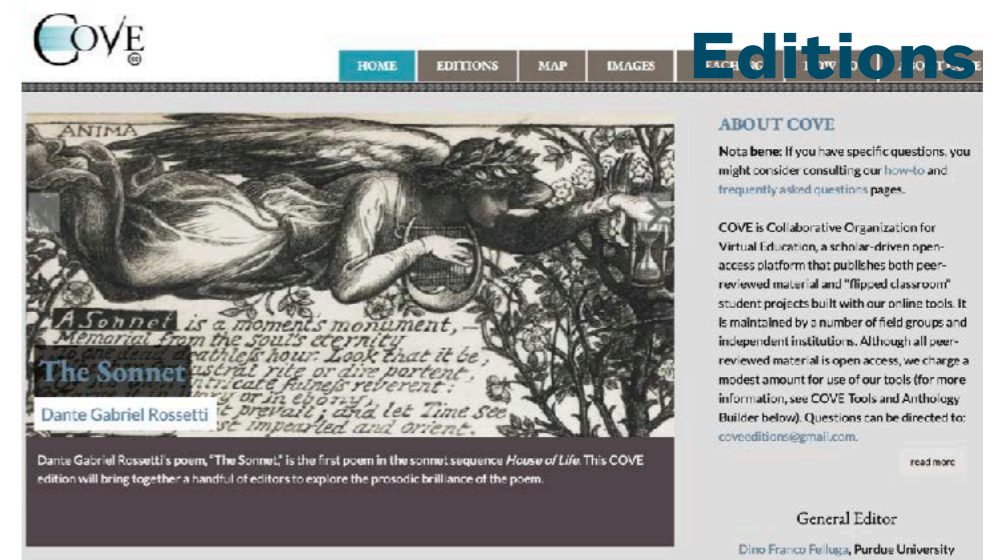 COVE
cc
Editions
HOME EDITIONS MAP IMAGES
ANIMA
A Sonnet is a moment's monument,—
Memorial from the Soul's eternity
deathless hour. Look that it be,
lustral rite or dire portent,
intricate fulness reverent:
or in ebony,
prevail; and let Time see
impearled and orient.
The Sonnet
Dante Gabriel Rossetti
Dante Gabriel Rossetti's poem, "The Sonnet," is the first poem in the sonnet sequence House of Life. This COVE
edition will bring together a handful of editors to explore the prosodic brilliance of the poem.
ABOUT COVE
Nota bene: If you have specific questions, you
might consider consulting our how-to and
frequently asked questions pages.
COVE is Collaborative Organization for
Virtual Education, a scholar-driven open-
access platform that publishes both peer-
reviewed material and "flipped classroom"
student projects built with our online tools. It
is maintained by a number of field groups and
independent institutions. Although all peer-
reviewed material is open access, we charge a
modest amount for use of our tools (for more
information, see COVE Tools and Anthology
Builder below). Questions can be directed to:
coveeditions@gmail.com.
read more
General Editor
Dino Franco Felluga, Purdue University